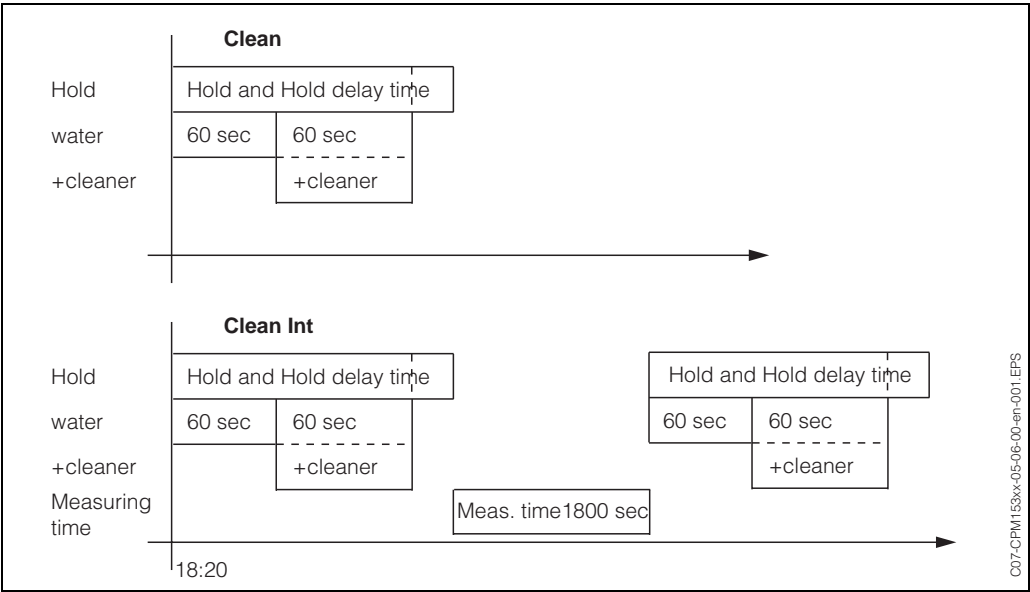 Clean
Hold Hold and Hold delay time
water 60 sec 60 sec
+cleaner +cleaner
Clean Int
Hold Hold and Hold delay time Hold and Hold delay time
water 60 sec 60 sec 60 sec 60 sec
+cleaner +cleaner +cleaner
Measuring
time
Meas. time1800 sec
18:20
C07-CPM153xx-05-06-00-en-001.EPS